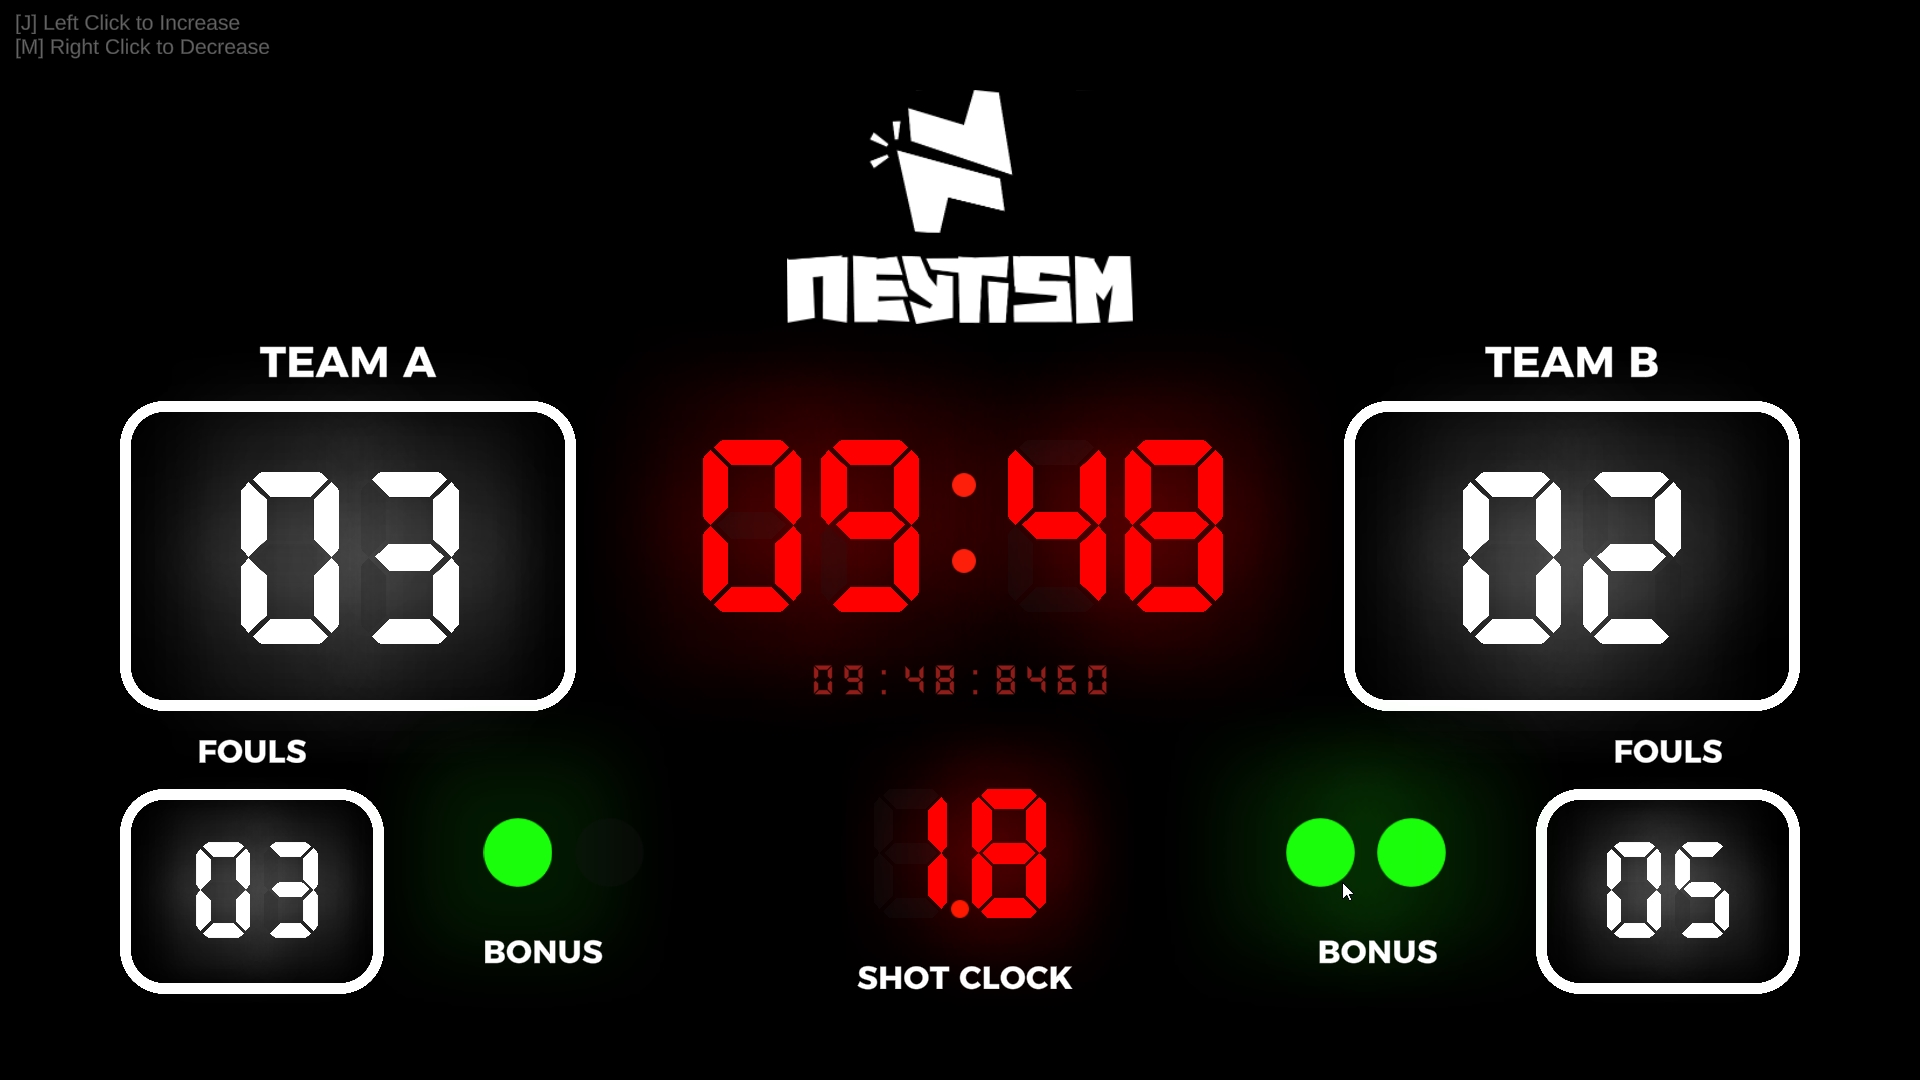 [J] Left Click to Increase
[M] Right Click to Decrease
NEYTISM
TEAM A
TEAM B
03
09:48
02
09:48:8460
FOULS
FOULS
03
1.8
05
BONUS
BONUS
SHOT CLOCK